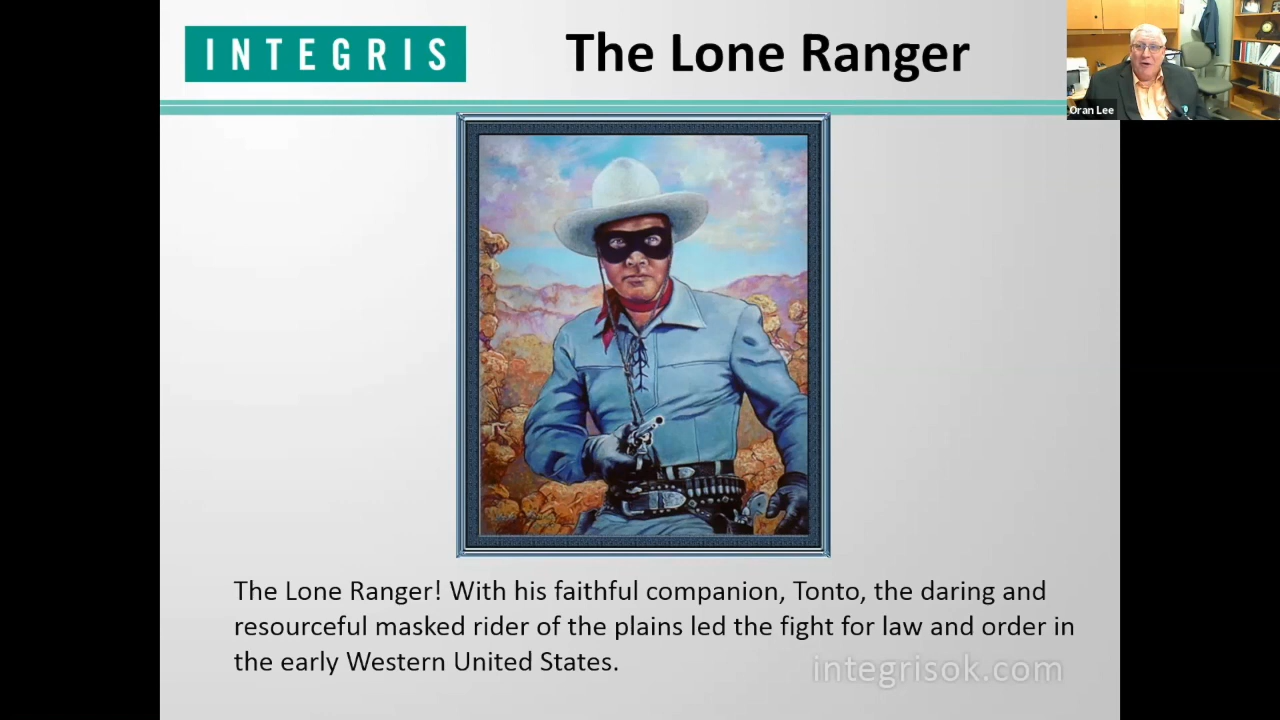 INTEGRIS
The Lone Ranger
Oran Lee
The Lone Ranger! With his faithful companion, Tonto, the daring and
resourceful masked rider of the plains led the fight for law and order in
the early Western United States.
integrisok.com